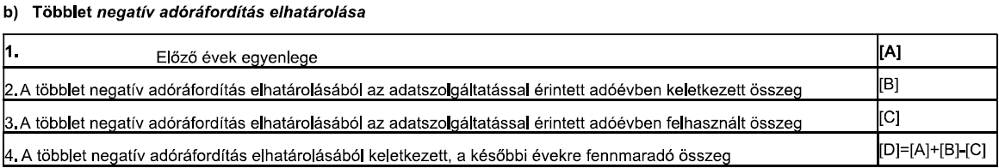 b) Többlet negatív adóráfordítás elhatárolása
1. Előző évek egyenlege [A]
2. A többlet negatív adóráfordítás elhatárolásából az adatszolgáltatással érintett adóévben keletkezett összeg [B]
3. A többlet negatív adóráfordítás elhatárolásából az adatszolgáltatással érintett adóévben felhasznált összeg [C]
4. A többlet negatív adóráfordítás elhatárolásából keletkezett, a későbbi évekre fennmaradó összeg [D]=[A]+[B]-[C]